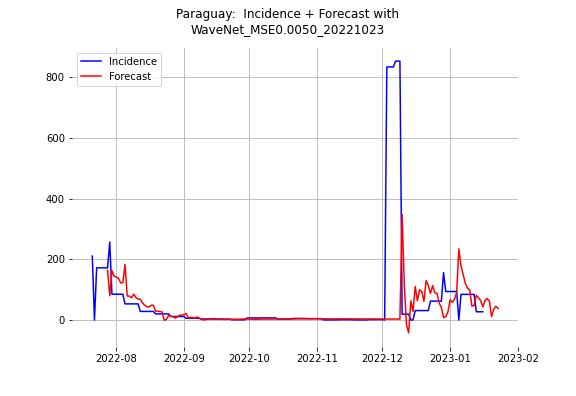 Paraguay:  Incidence + Forecast with
WaveNet_MSE0.0050_20221023
Incidence
Forecast
800
600
400
200
0
2022-08 2022-09 2022-10 2022-11 2022-12 2023-01 2023-02